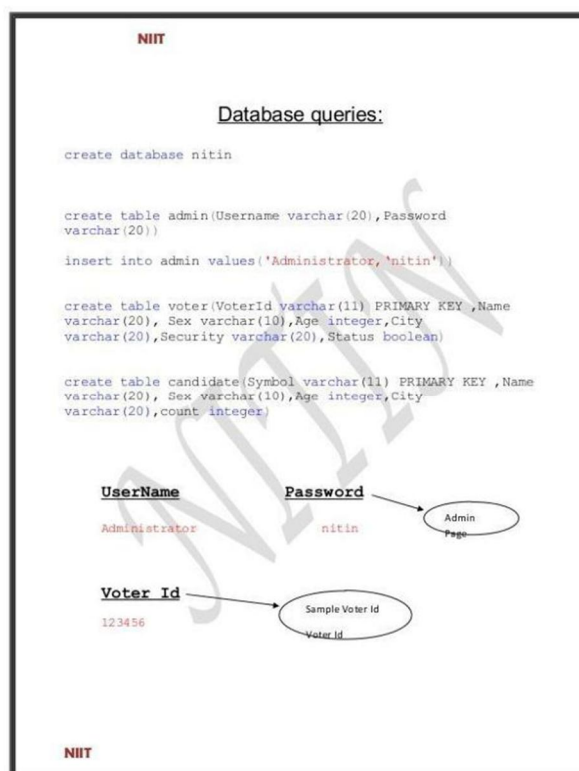 NIIT
Database queries:
create database nitin
create table admin(Username varchar(20),Password
varchar(20))
insert into admin values('Administrator,'nitin'))
create table voter(VoterId varchar(11) PRIMARY KEY ,Name
varchar(20), Sex varchar(10),Age integer,City
varchar(20),Security varchar(20),Status boolean)
create table candidate(Symbol varchar(11) PRIMARY KEY ,Name
varchar(20), Sex varchar(10),Age integer,City
varchar(20),count integer)
NITIN
UserName Password
Administrator nitin
Admin
Page
Voter Id
123456
Sample Voter Id
Voter Id
NIIT